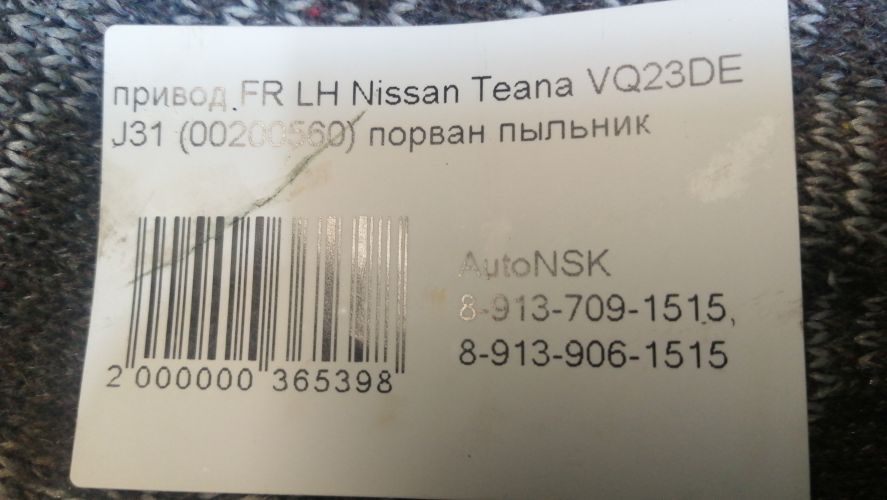 привод FR LH Nissan Teana VQ23DE
J31 (00200560) порван пыльник
AutoNSK
8-913-709-1515,
8-913-906-1515
2 000000 365398